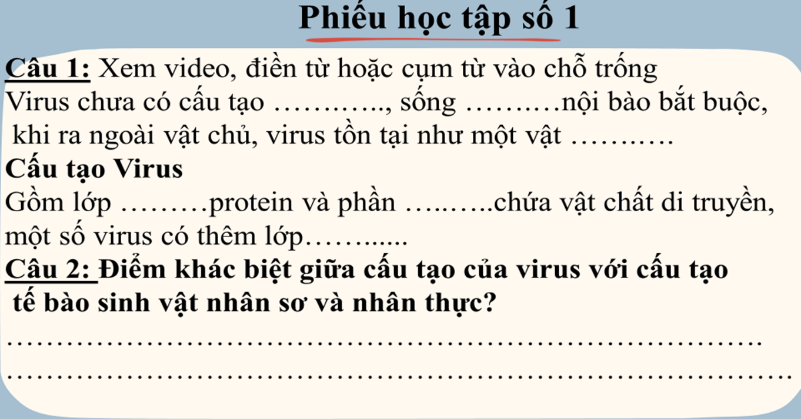 Phiếu học tập số 1
Câu 1: Xem video, điền từ hoặc cụm từ vào chỗ trống
Virus chưa có cấu tạo ……….., sống ………nội bào bắt buộc,
khi ra ngoài vật chủ, virus tồn tại như một vật ……….
Cấu tạo Virus
Gồm lớp ………protein và phần ………chứa vật chất di truyền,
một số virus có thêm lớp…….....
Câu 2: Điểm khác biệt giữa cấu tạo của virus với cấu tạo
tế bào sinh vật nhân sơ và nhân thực?
………………………………………………………………
…………………………………………………………………